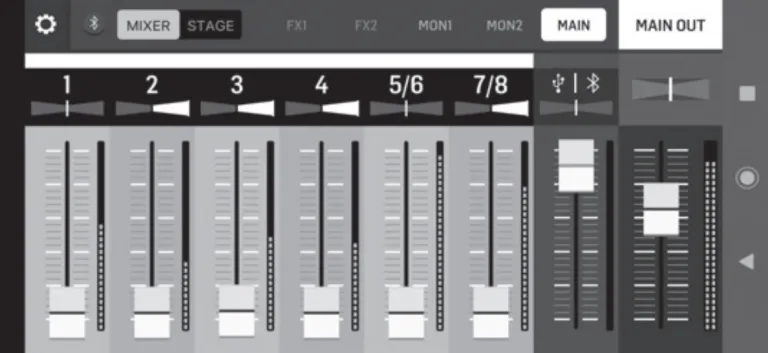 MIXER STAGE FX1 FX2 MON1 MON2 MAIN MAIN OUT
1 2 3 4 5/6 7/8